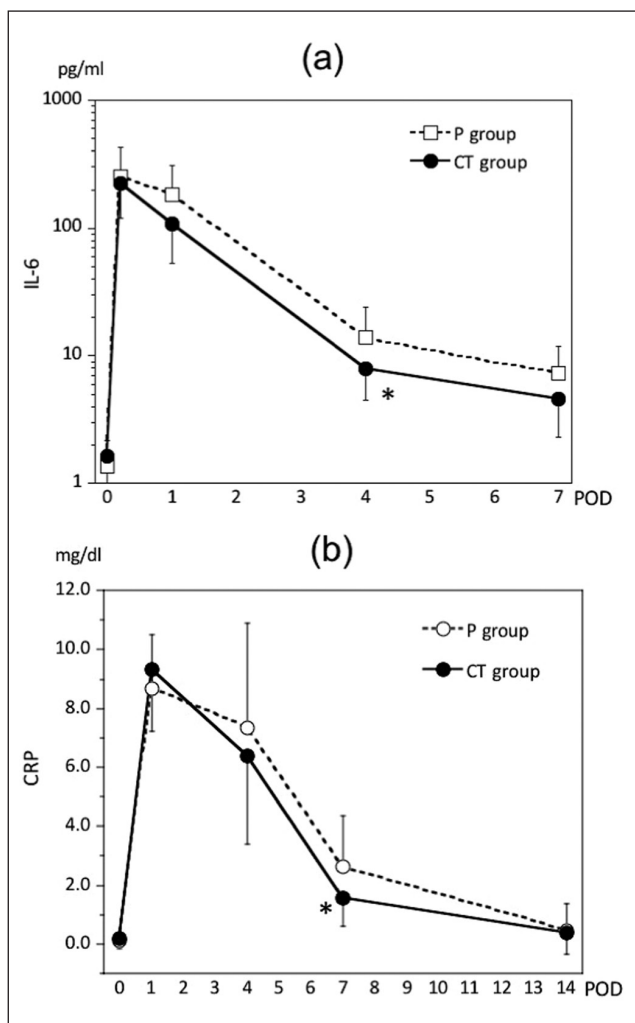 (a)
pg/ml
1000
100
10
1
IL-6
P group
CT group
*
0 1 2 3 4 5 6 7 POD
(b)
mg/dl
12.0
10.0
8.0
6.0
4.0
2.0
0.0
CRP
P group
CT group
*
0 1 2 3 4 5 6 7 8 9 10 11 12 13 14 POD